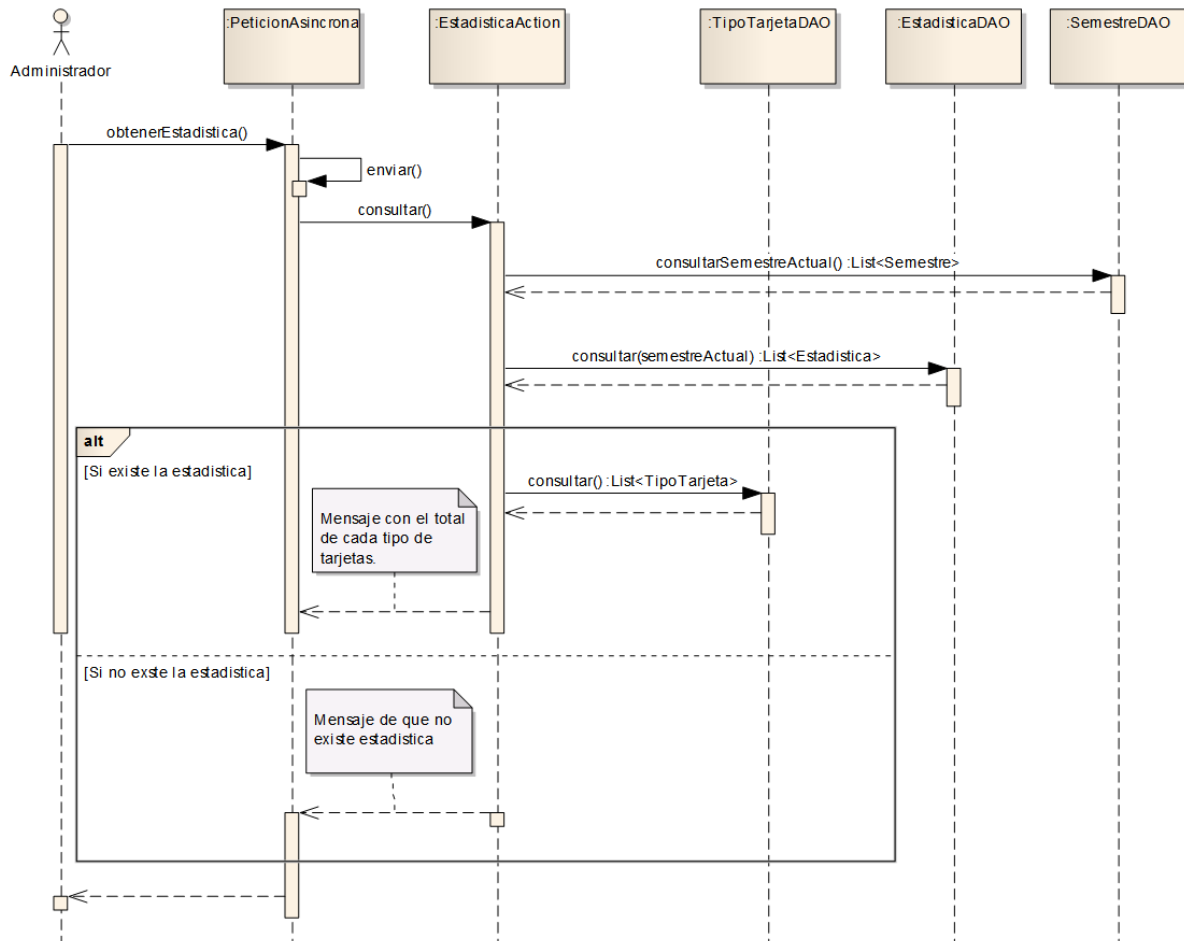 :PeticionAsincrona
:EstadisticaAction
:TipoTarjetaDAO
:EstadisticaDAO
:SemestreDAO
Administrador
obtenerEstadistica()
enviar()
consultar()
consultarSemestreActual() :List<Semestre>
consultar(semestreActual) :List<Estadistica>
alt
[Si existe la estadistica]
consultar() :List<TipoTarjeta>
Mensaje con el total
de cada tipo de
tarjetas.
[Si no exste la estadistica]
Mensaje de que no
existe estadistica